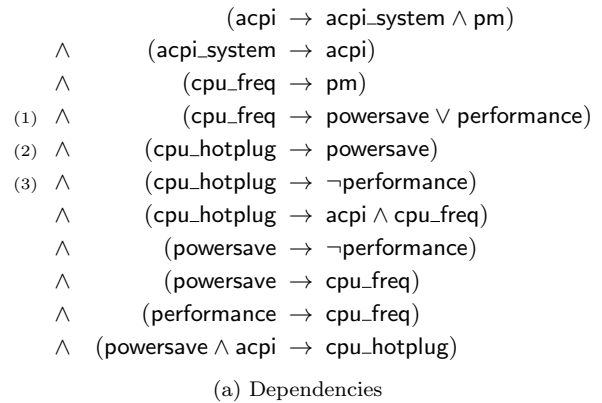 (acpi → acpi_system ∧ pm)
∧ (acpi_system → acpi)
∧ (cpu_freq → pm)
(1) ∧ (cpu_freq → powersave ∨ performance)
(2) ∧ (cpu_hotplug → powersave)
(3) ∧ (cpu_hotplug → ¬performance)
∧ (cpu_hotplug → acpi ∧ cpu_freq)
∧ (powersave → ¬performance)
∧ (powersave → cpu_freq)
∧ (performance → cpu_freq)
∧ (powersave ∧ acpi → cpu_hotplug)
(a) Dependencies